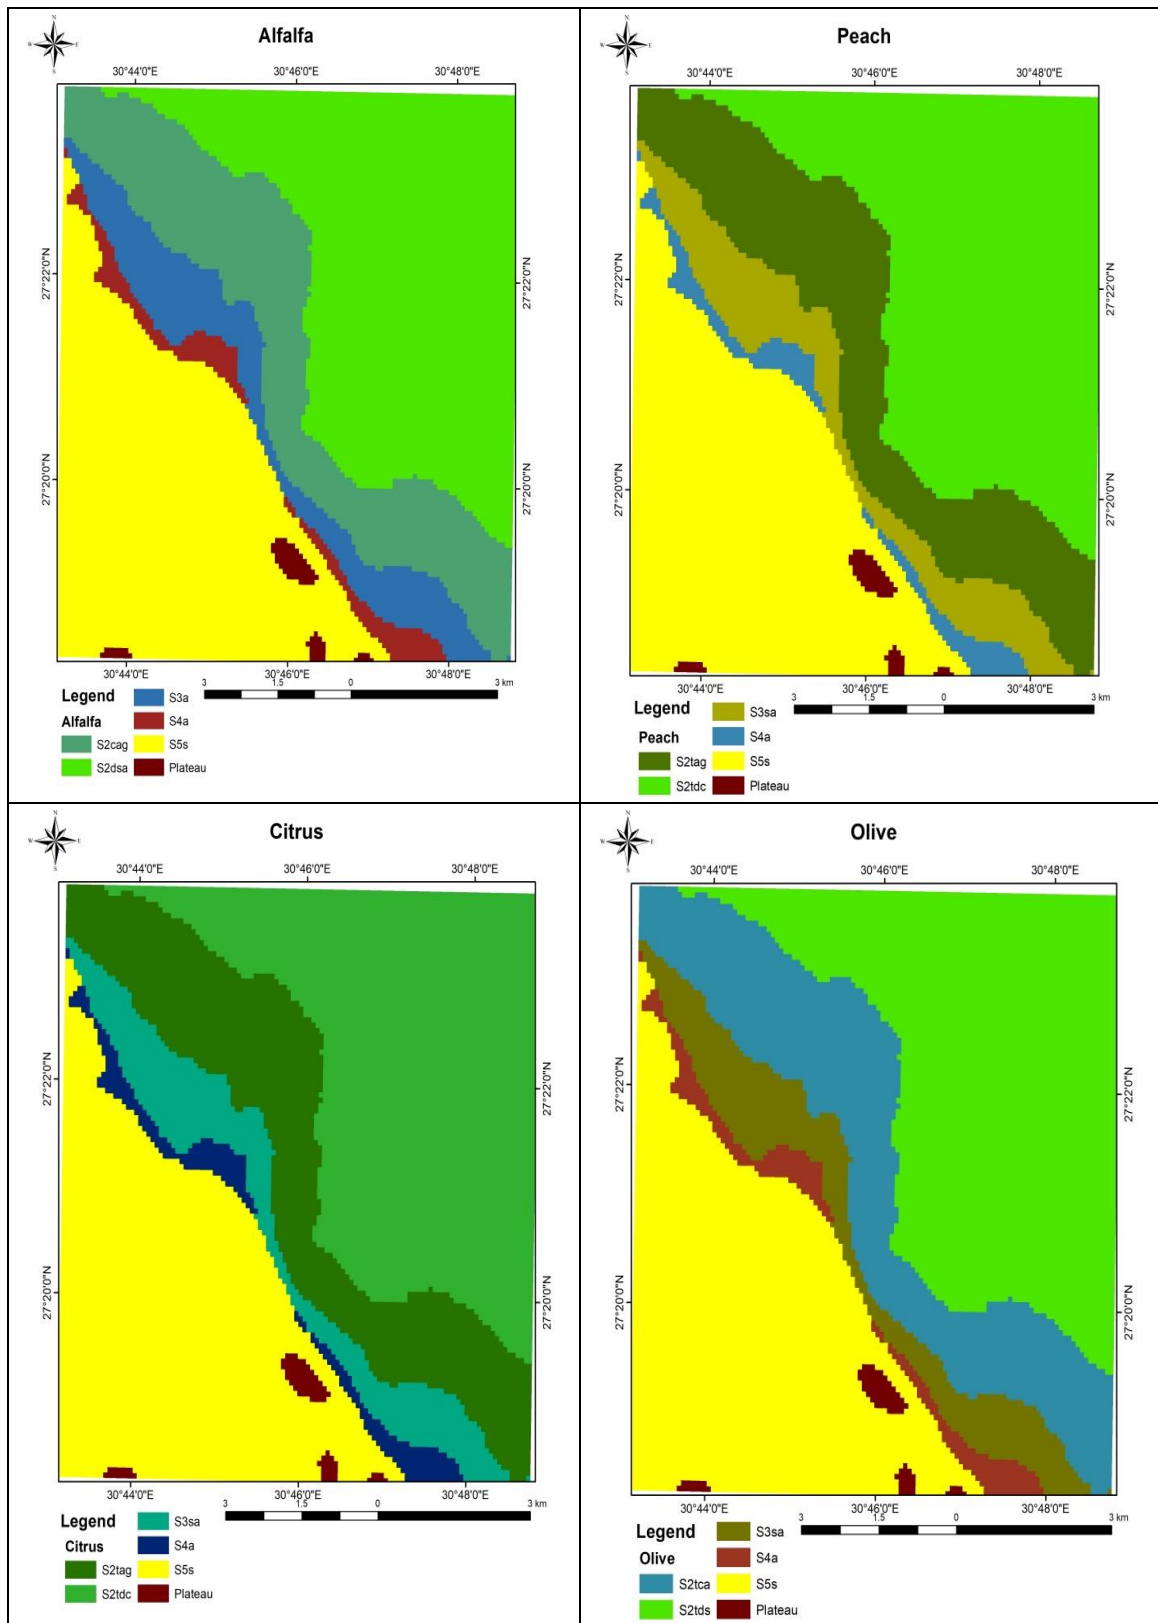 Alfalfa
N
W E
S
30°44'0"E 30°46'0"E 30°48'0"E
27°22'0"N 27°22'0"N
27°20'0"N 27°20'0"N
30°44'0"E 30°46'0"E 30°48'0"E
3 1.5 0 3 km
Legend
Alfalfa
S2cag
S2dsa
S3a
S4a
S5s
Plateau
Peach
N
W E
S
30°44'0"E 30°46'0"E 30°48'0"E
27°22'0"N 27°22'0"N
27°20'0"N 27°20'0"N
30°44'0"E 30°46'0"E 30°48'0"E
3 1.5 0 3 km
Legend
Peach
S2tag
S2tdc
S3sa
S4a
S5s
Plateau
Citrus
N
W E
S
30°44'0"E 30°46'0"E 30°48'0"E
27°22'0"N 27°22'0"N
27°20'0"N 27°20'0"N
30°44'0"E 30°46'0"E 30°48'0"E
3 1.5 0 3 km
Legend
Citrus
S2tag
S2tdc
S3sa
S4a
S5s
Plateau
Olive
N
W E
S
30°44'0"E 30°46'0"E 30°48'0"E
27°22'0"N 27°22'0"N
27°20'0"N 27°20'0"N
30°44'0"E 30°46'0"E 30°48'0"E
3 1.5 0 3 km
Legend
Olive
S2tca
S2tds
S3sa
S4a
S5s
Plateau